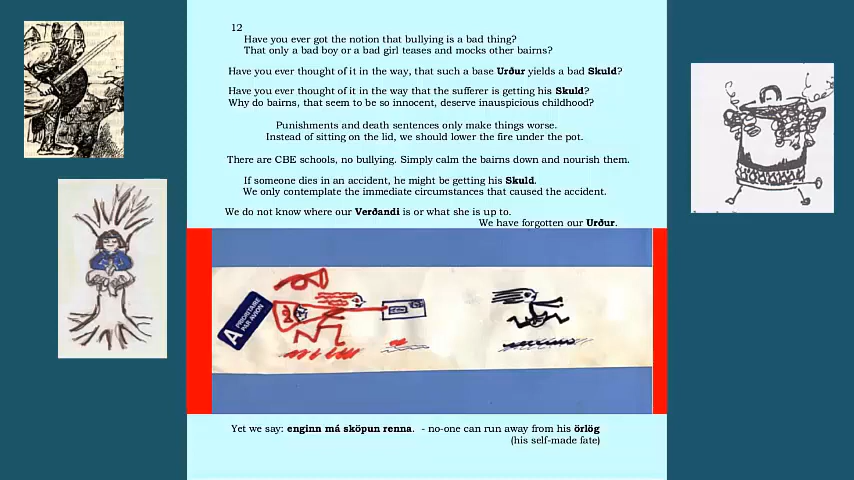 12
Have you ever got the notion that bullying is a bad thing?
That only a bad boy or a bad girl teases and mocks other bairns?
Have you ever thought of it in the way, that such a base Urður yields a bad Skuld?
Have you ever thought of it in the way that the sufferer is getting his Skuld?
Why do bairns, that seem to be so innocent, deserve inauspicious childhood?
Punishments and death sentences only make things worse.
Instead of sitting on the lid, we should lower the fire under the pot.
There are CBE schools, no bullying. Simply calm the bairns down and nourish them.
If someone dies in an accident, he might be getting his Skuld.
We only contemplate the immediate circumstances that caused the accident.
We do not know where our Verðandi is or what she is up to.
We have forgotten our Urður.
A PRIORITAIRE
PAR AVION
Yet we say: enginn má sköpun renna. - no-one can run away from his örlög
(his self-made fate)